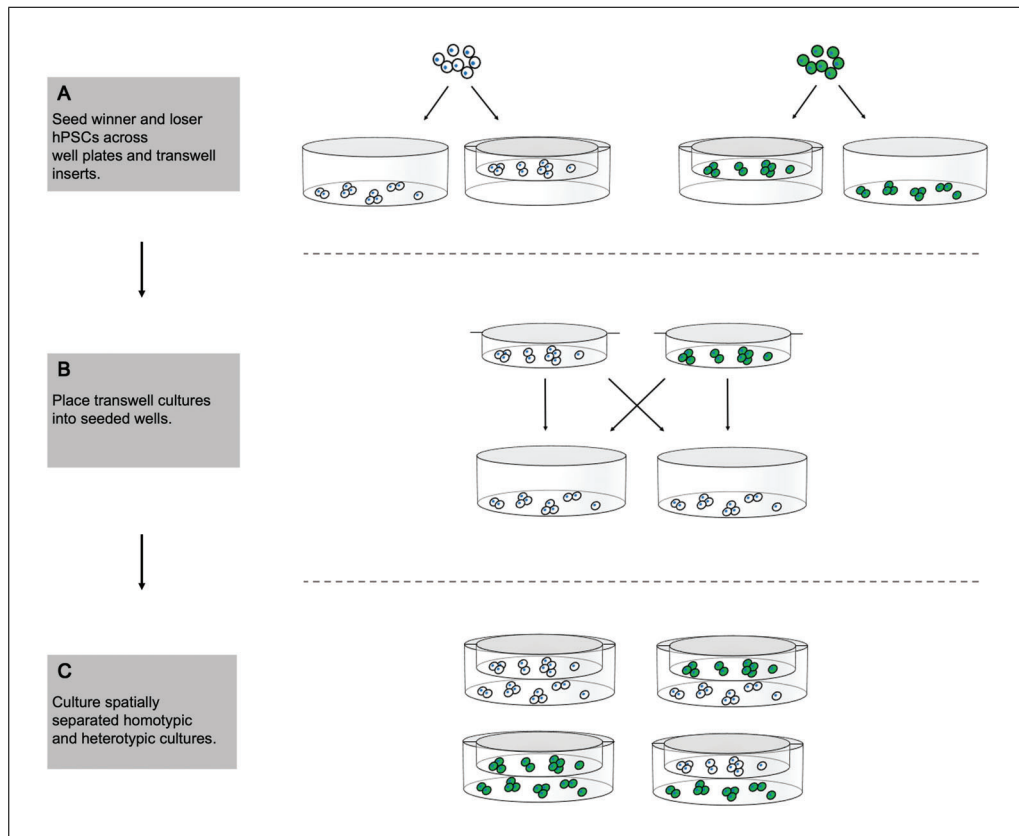 A
Seed winner and loser
hPSCs across
well plates and transwell
inserts.
B
Place transwell cultures
into seeded wells.
C
Culture spatially
separated homotypic
and heterotypic cultures.